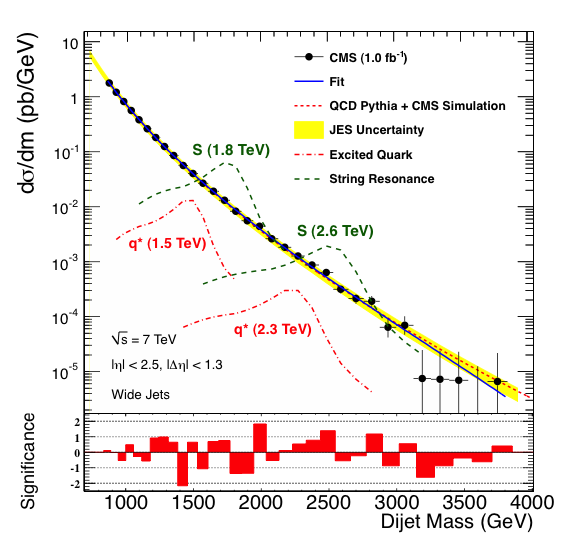 dσ/dm (pb/GeV)
10
1
10⁻¹
10⁻²
10⁻³
10⁻⁴
10⁻⁵
CMS (1.0 fb⁻¹)
Fit
QCD Pythia + CMS Simulation
JES Uncertainty
Excited Quark
String Resonance
S (1.8 TeV)
q* (1.5 TeV)
S (2.6 TeV)
q* (2.3 TeV)
√s = 7 TeV
|η| < 2.5, |Δη| < 1.3
Wide Jets
Significance
2
1
0
-1
-2
1000 1500 2000 2500 3000 3500 4000
Dijet Mass (GeV)